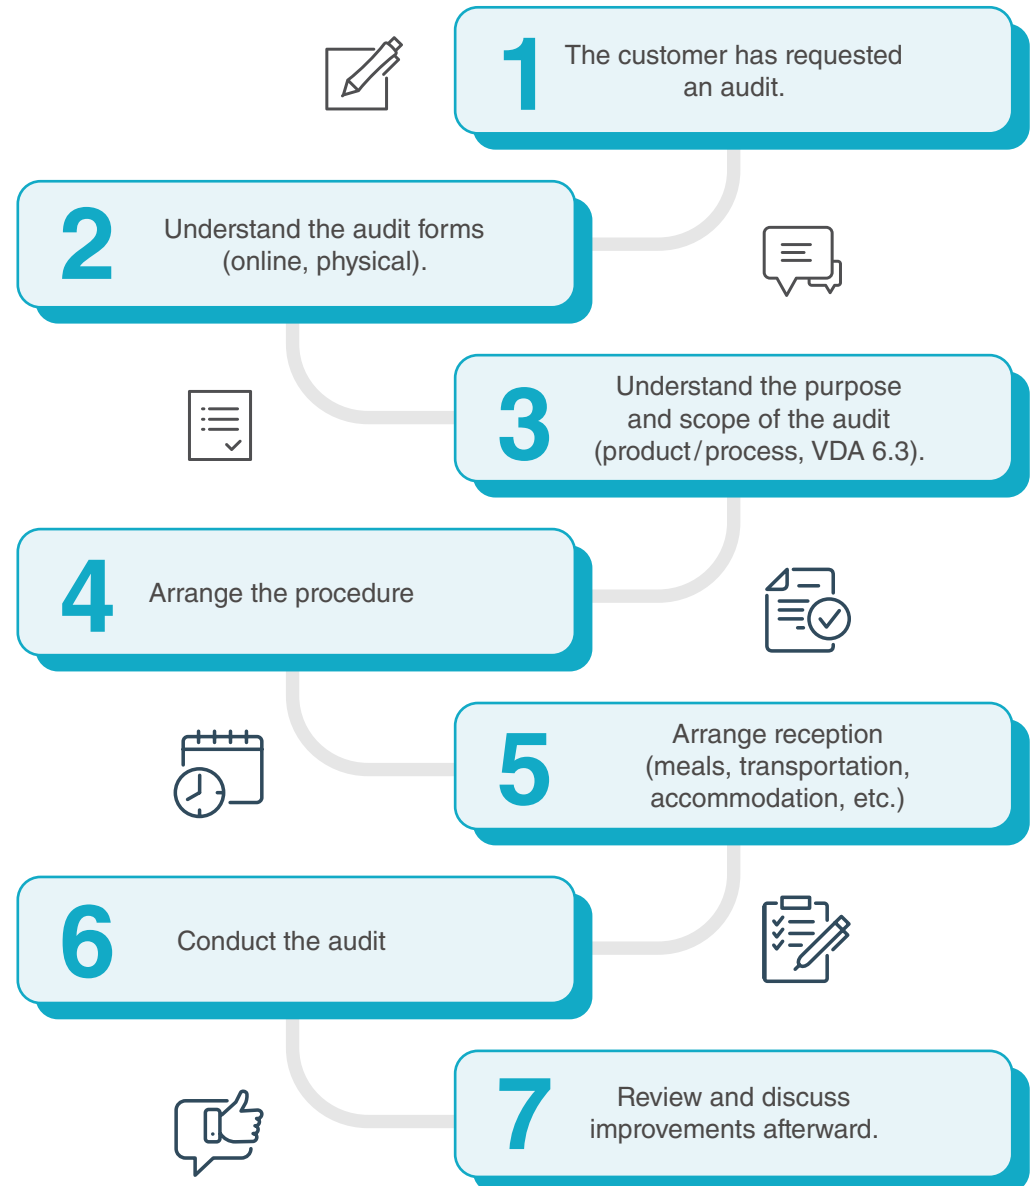 1
The customer has requested
an audit.
2
Understand the audit forms
(online, physical).
3
Understand the purpose
and scope of the audit
(product/process, VDA 6.3).
4
Arrange the procedure
5
Arrange reception
(meals, transportation,
accommodation, etc.)
6
Conduct the audit
7
Review and discuss
improvements afterward.